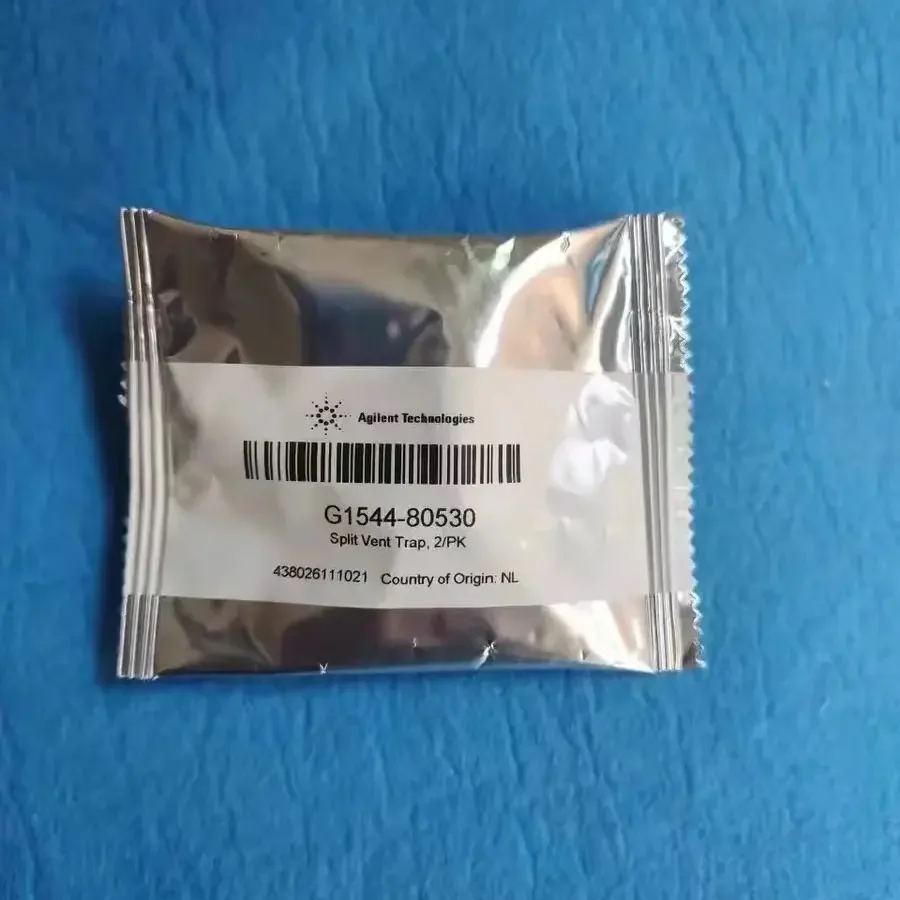 Agilent Technologies
G1544-80530
Split Vent Trap, 2/PK
438026111021 Country of Origin: NL